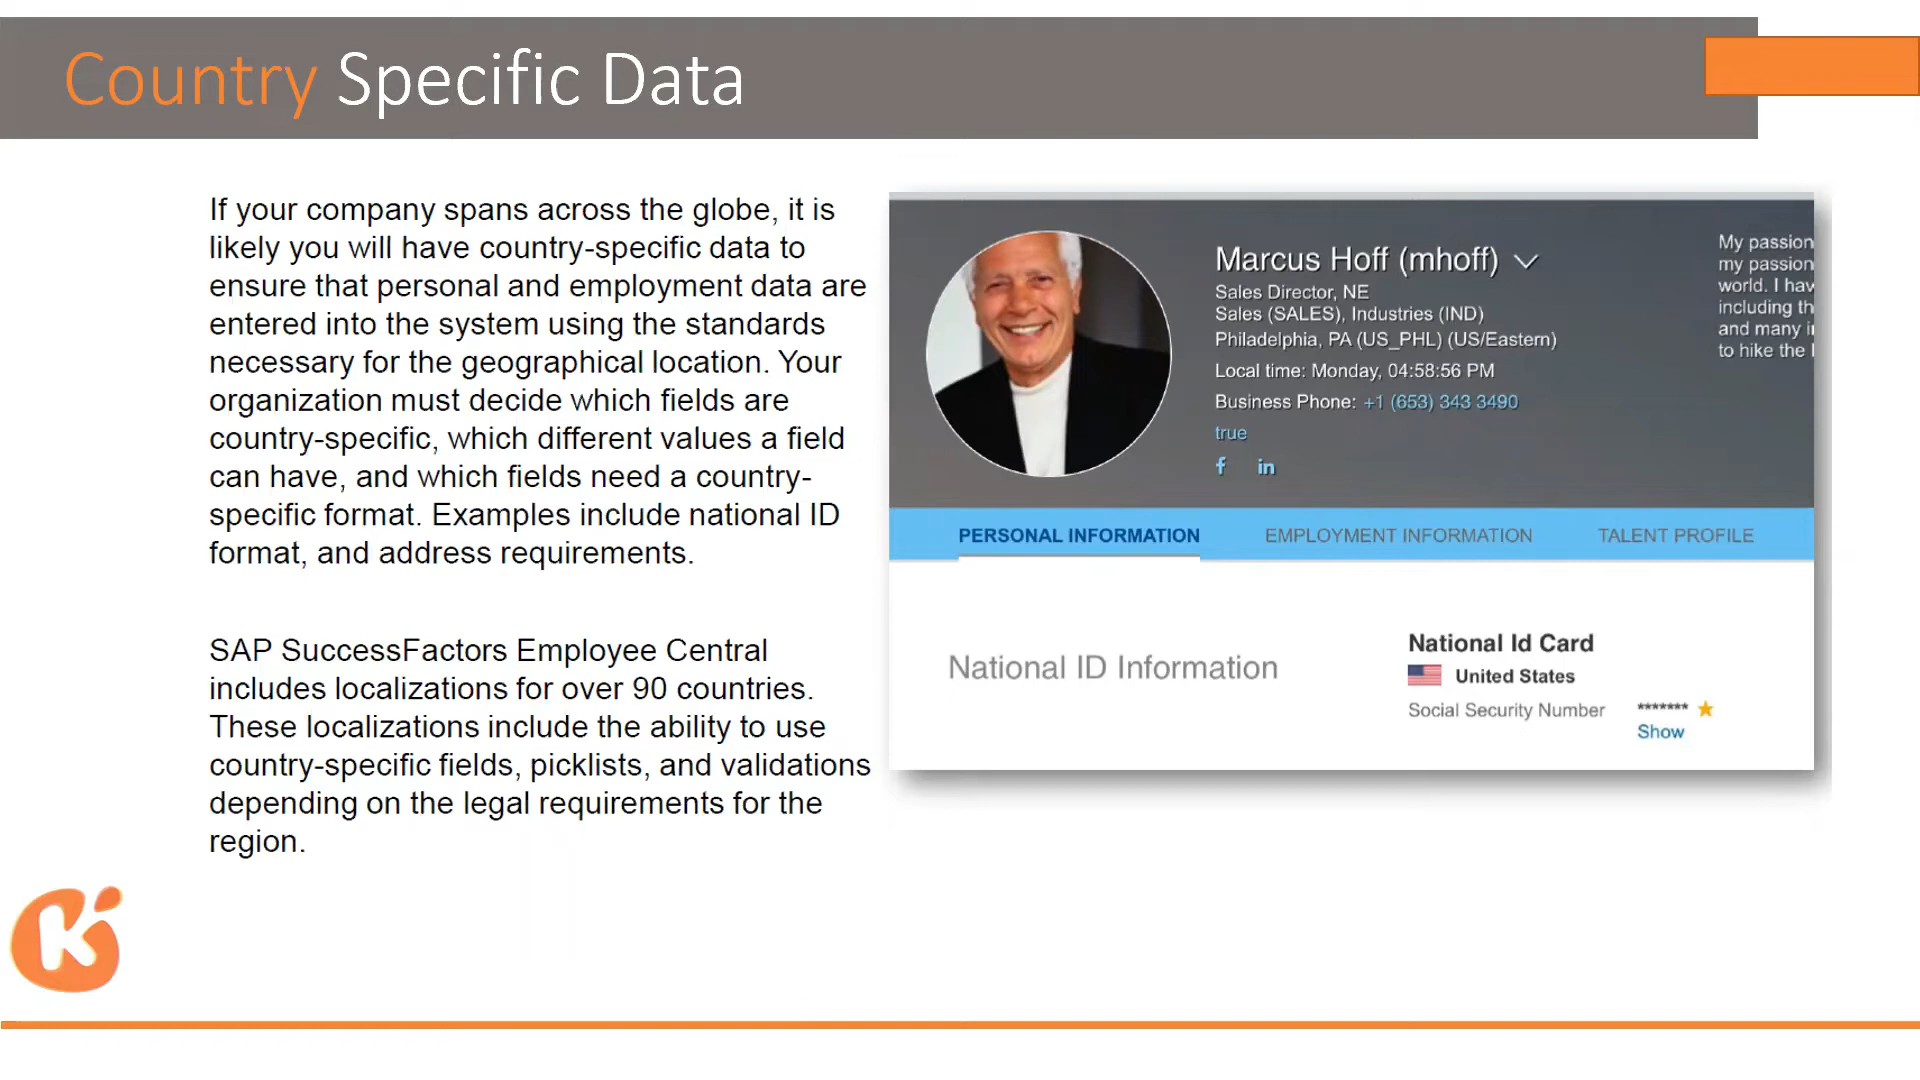 Country Specific Data
If your company spans across the globe, it is
likely you will have country-specific data to
ensure that personal and employment data are
entered into the system using the standards
necessary for the geographical location. Your
organization must decide which fields are
country-specific, which different values a field
can have, and which fields need a country-
specific format. Examples include national ID
format, and address requirements.
SAP SuccessFactors Employee Central
includes localizations for over 90 countries.
These localizations include the ability to use
country-specific fields, picklists, and validations
depending on the legal requirements for the
region.
Marcus Hoff (mhoff)
Sales Director, NE
Sales (SALES), Industries (IND)
Philadelphia, PA (US_PHL) (US/Eastern)
Local time: Monday, 04:58:56 PM
Business Phone: +1 (653) 343 3490
true
f in
My passion
my passion
world. I hav
including th
and many i
to hike the
PERSONAL INFORMATION EMPLOYMENT INFORMATION TALENT PROFILE
National ID Information
National Id Card
United States
Social Security Number *******
Show
K